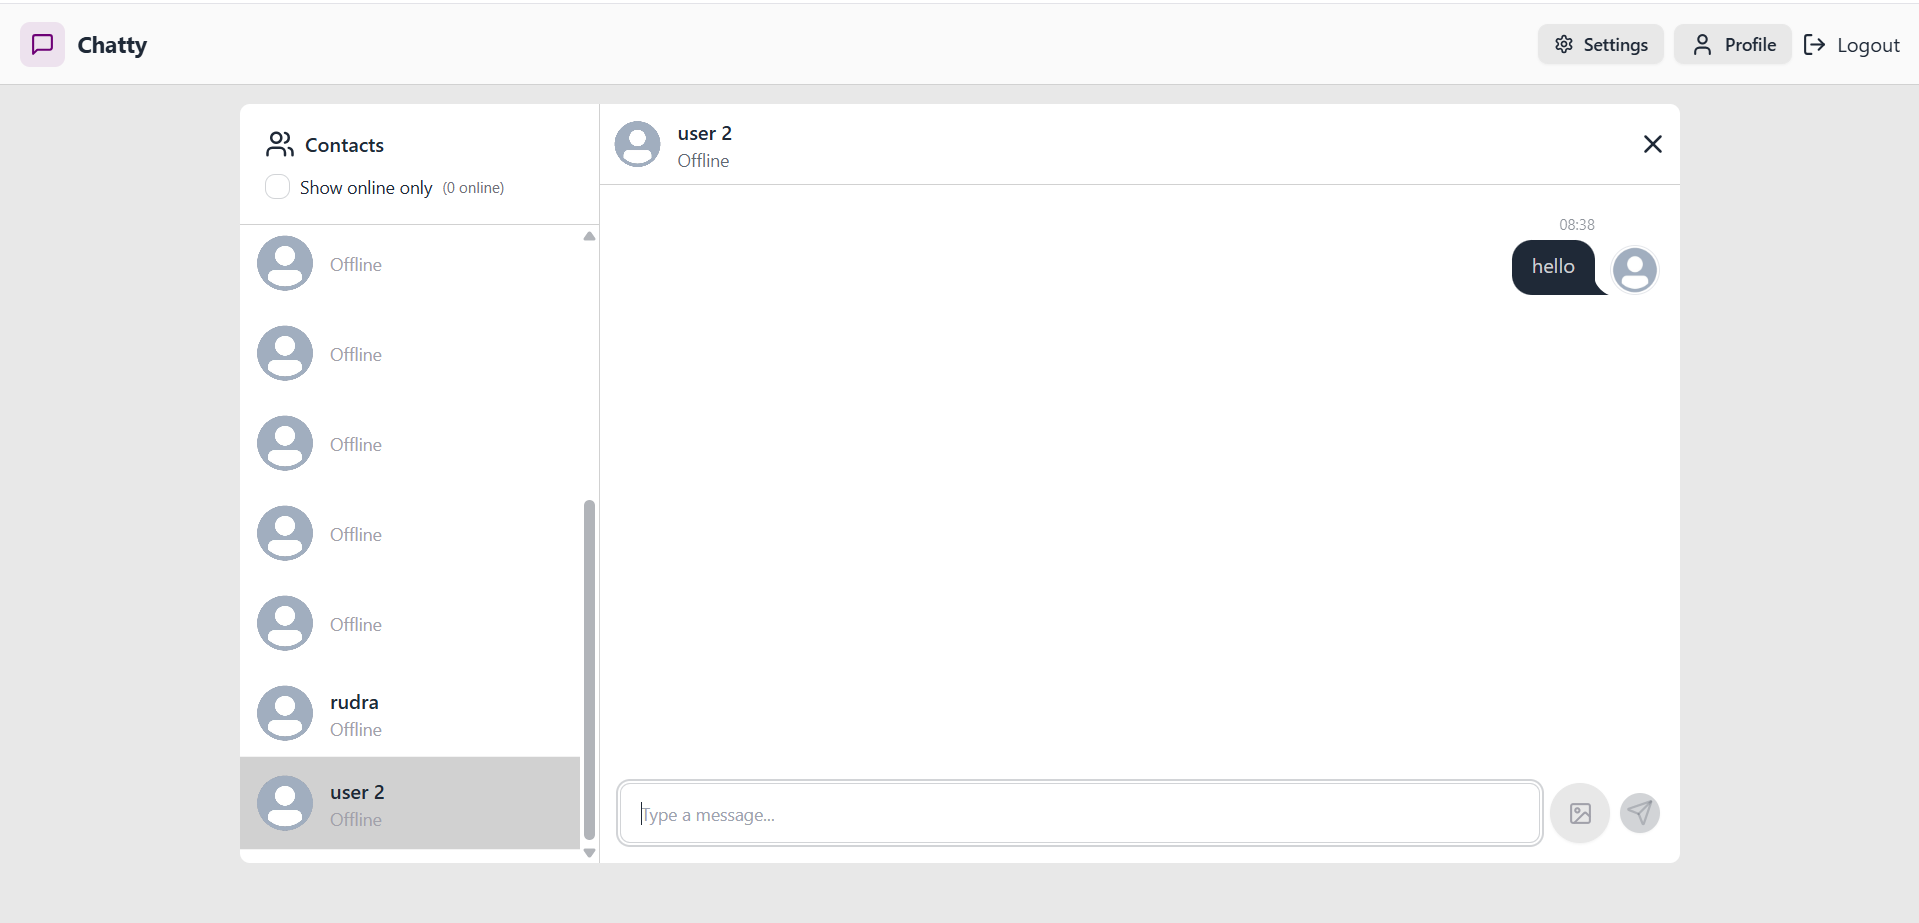 Chatty
Settings
Profile
Logout
Contacts
Show online only (0 online)
Offline
Offline
Offline
Offline
Offline
rudra
Offline
user 2
Offline
user 2
Offline
08:38
hello
Type a message...